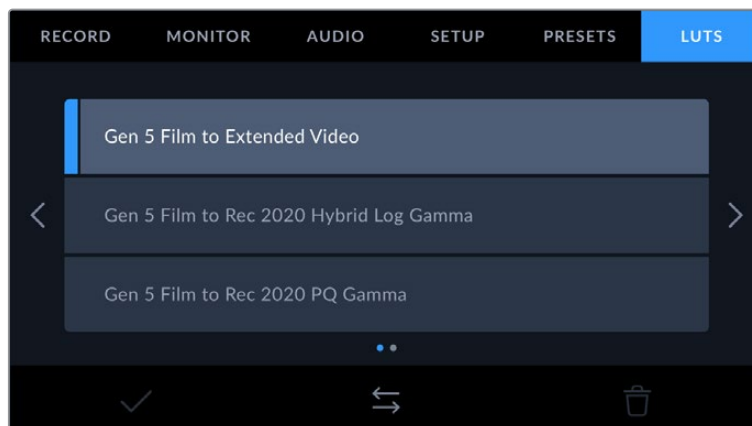 RECORD MONITOR AUDIO SETUP PRESETS LUTS
Gen 5 Film to Extended Video
Gen 5 Film to Rec 2020 Hybrid Log Gamma
Gen 5 Film to Rec 2020 PQ Gamma